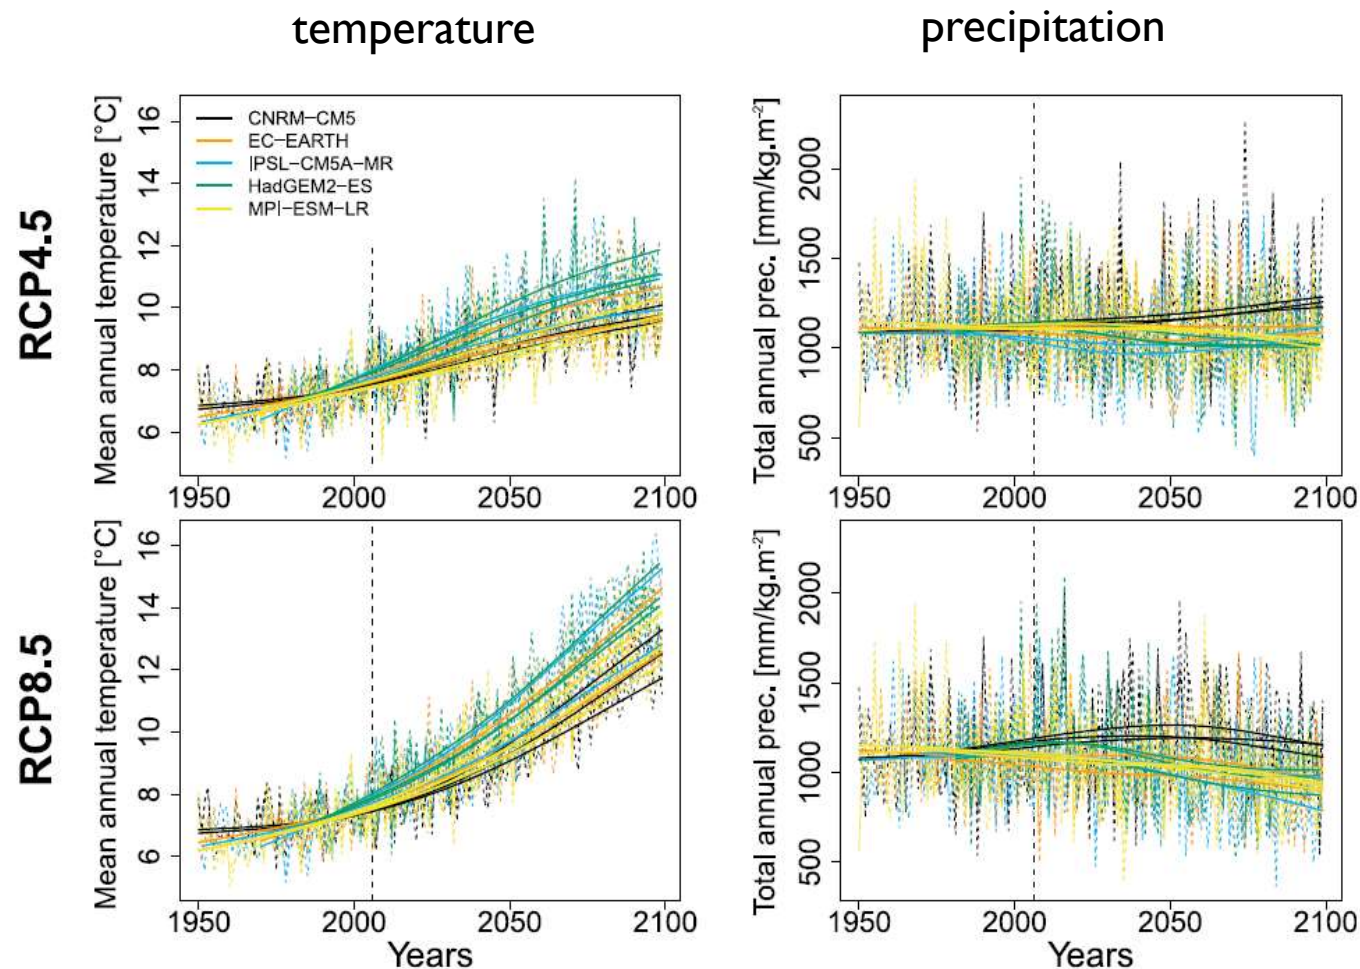 temperature
precipitation
RCP4.5
Mean annual temperature [°C]
16
14
12
10
8
6
CNRM−CM5
EC−EARTH
IPSL−CM5A−MR
HadGEM2−ES
MPI−ESM−LR
1950
2000
2050
2100
Total annual prec. [mm/kg.m⁻²]
2000
1500
1000
500
1950
2000
2050
2100
RCP8.5
Mean annual temperature [°C]
16
14
12
10
8
6
1950
2000
2050
2100
Years
Total annual prec. [mm/kg.m⁻²]
2000
1500
1000
500
1950
2000
2050
2100
Years